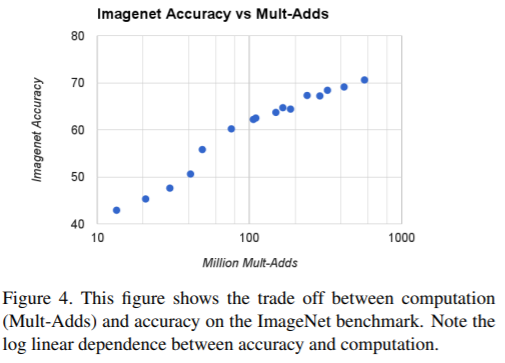 Imagenet Accuracy vs Mult-Adds
80
70
60
50
40
Imagenet Accuracy
10
100
1000
Million Mult-Adds
Figure 4. This figure shows the trade off between computation
(Mult-Adds) and accuracy on the ImageNet benchmark. Note the
log linear dependence between accuracy and computation.